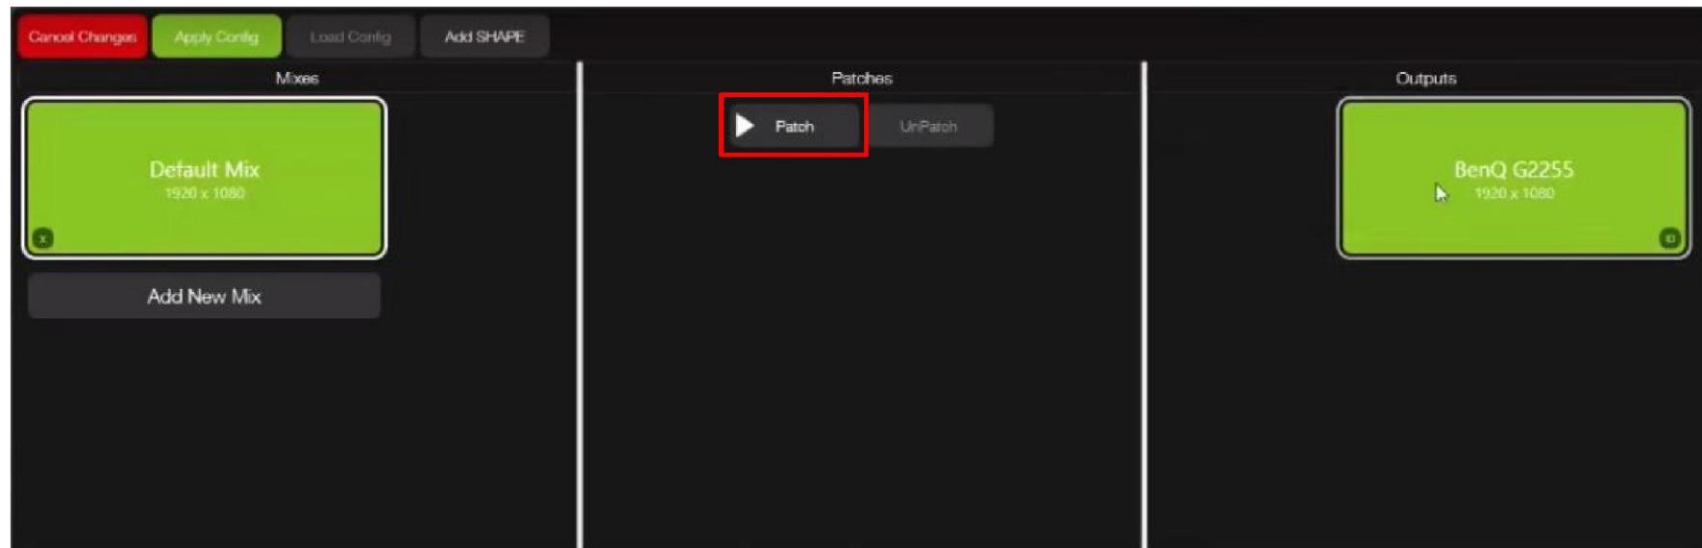 Cancel Changes Apply Config Load Config Add SHAPE
Mixes Patches Outputs
Patch UnPatch
Default Mix
1920 x 1080
BenQ G2255
1920 x 1080
X
ID
Add New Mix